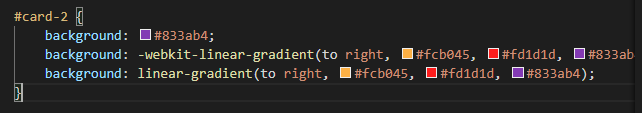 #card-2 {
background: #833ab4;
background: -webkit-linear-gradient(to right, #fcb045, #fd1d1d, #833ab
background: linear-gradient(to right, #fcb045, #fd1d1d, #833ab4);
}